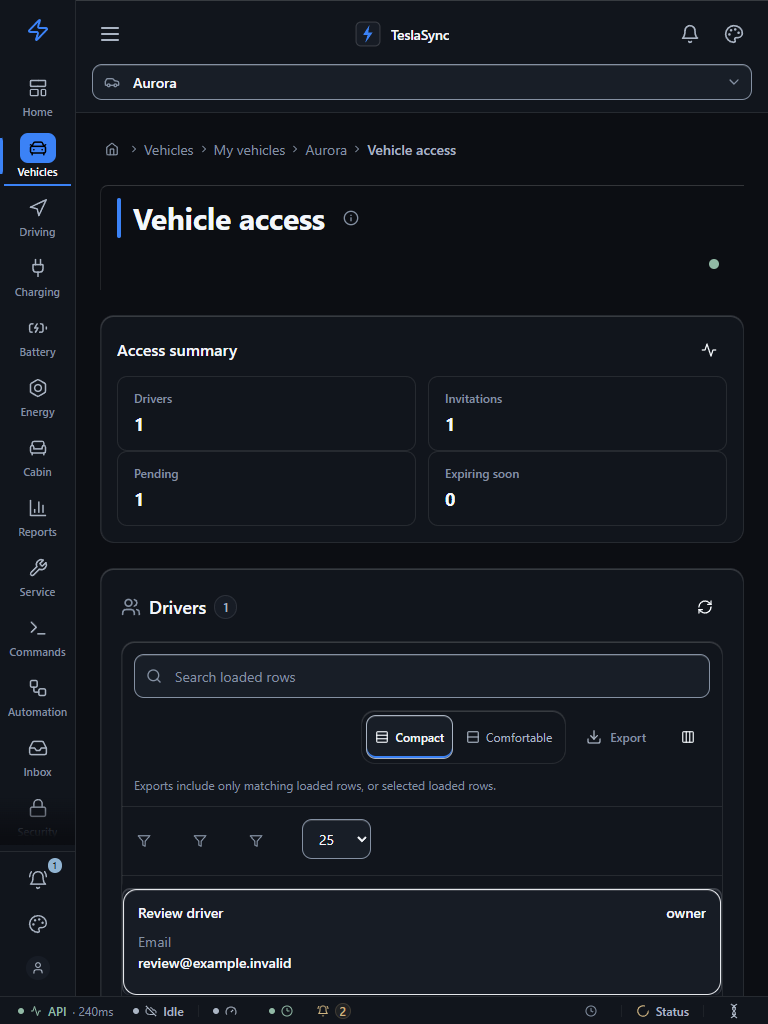 TeslaSync
Aurora
Home
Vehicles
Driving
Charging
Battery
Energy
Cabin
Reports
Service
Commands
Automation
Inbox
Security
1
Vehicles > My vehicles > Aurora > Vehicle access
Vehicle access
Access summary
Drivers
1
Invitations
1
Pending
1
Expiring soon
0
Drivers 1
Search loaded rows
Compact Comfortable Export
Exports include only matching loaded rows, or selected loaded rows.
25
Review driver owner
Email
review@example.invalid
API · 240ms Idle 2 Status